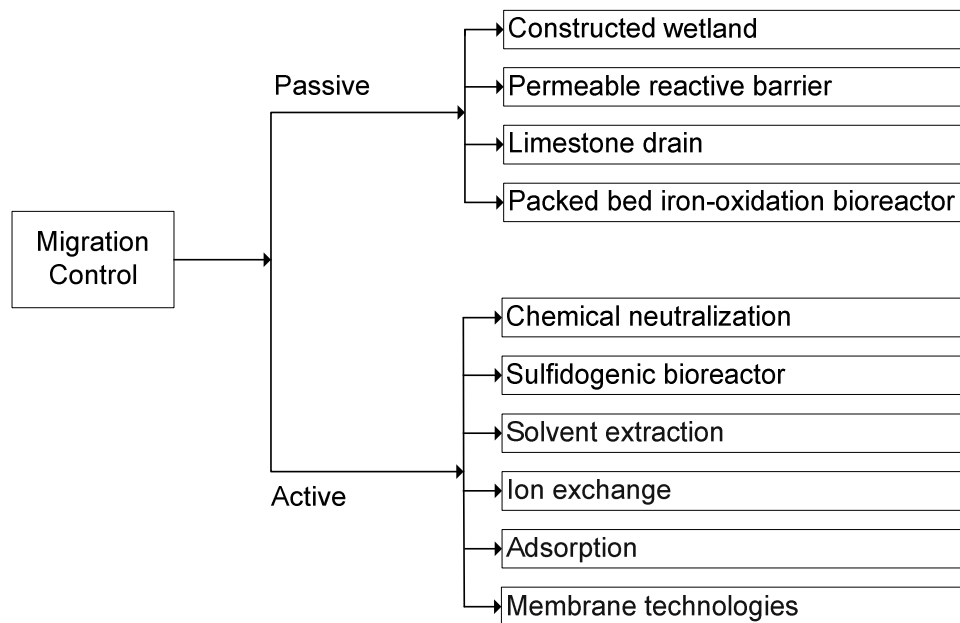 Migration
Control
Passive
Constructed wetland
Permeable reactive barrier
Limestone drain
Packed bed iron-oxidation bioreactor
Active
Chemical neutralization
Sulfidogenic bioreactor
Solvent extraction
Ion exchange
Adsorption
Membrane technologies